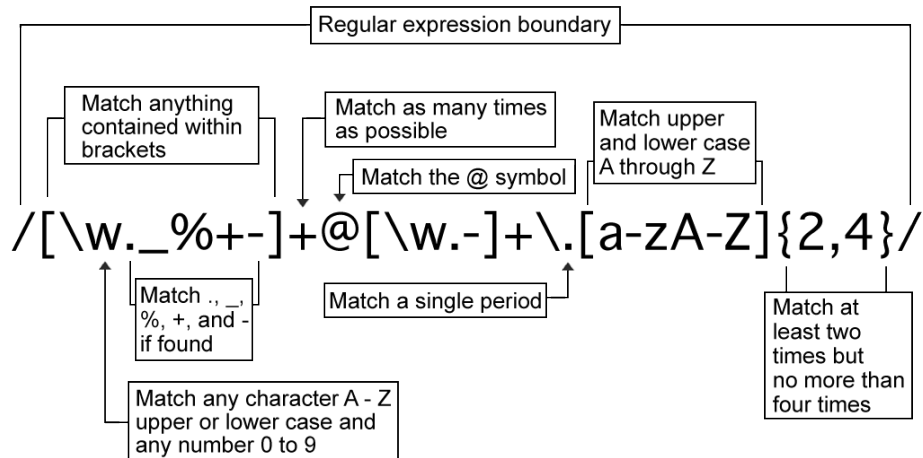 Regular expression boundary
Match anything
contained within
brackets
Match as many times
as possible
Match the @ symbol
Match upper
and lower case
A through Z
/[\w._%+-]+@[\w.-]+\.[a-zA-Z]{2,4}/
Match ., _,
%, +, and -
if found
Match a single period
Match at
least two
times but
no more than
four times
Match any character A - Z
upper or lower case and
any number 0 to 9